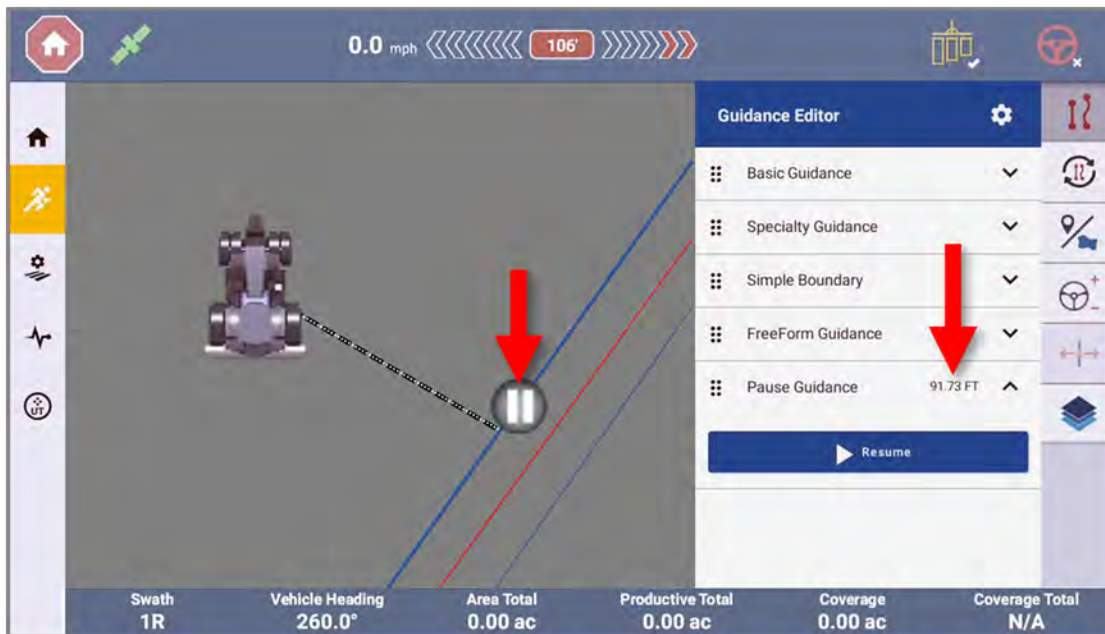 0.0 mph 106'
Guidance Editor
Basic Guidance
Specialty Guidance
Simple Boundary
FreeForm Guidance
Pause Guidance 91.73 FT
Resume
UT
Swath Vehicle Heading Area Total Productive Total Coverage Coverage Total
1R 260.0° 0.00 ac 0.00 ac 0.00 ac N/A